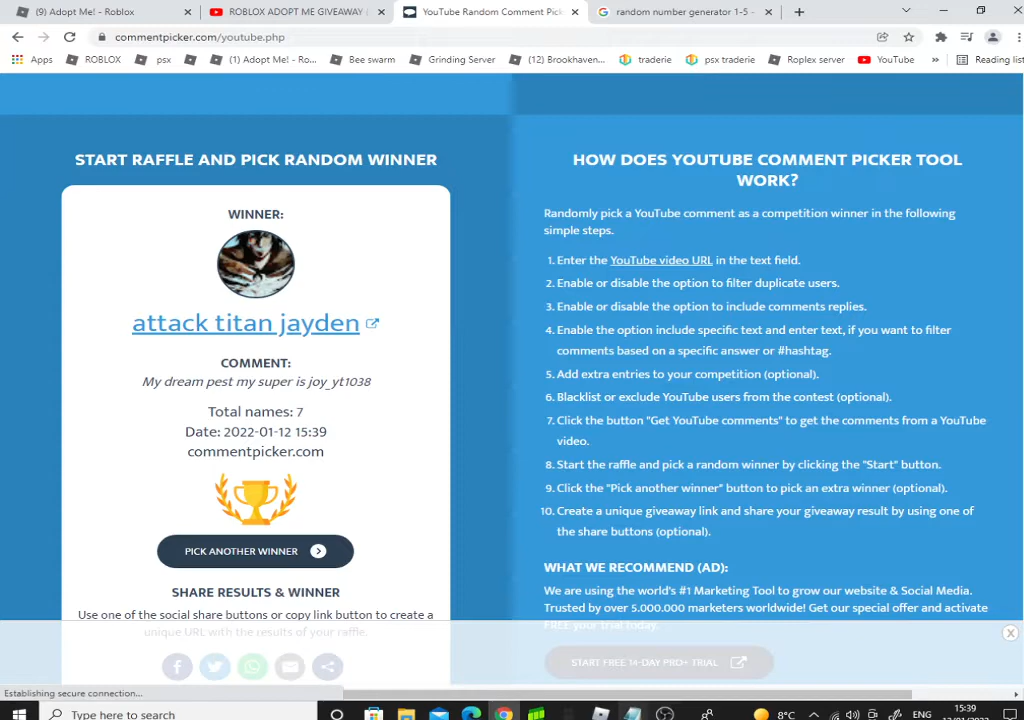 (9) Adopt Me! - Roblox
ROBLOX ADOPT ME GIVEAWAY
YouTube Random Comment Pick
random number generator 1-5 -
commentpicker.com/youtube.php
Apps
ROBLOX
psx
(1) Adopt Me! - Ro...
Bee swarm
Grinding Server
(12) Brookhaven...
traderie
psx traderie
Roplex server
YouTube
»
Reading list
START RAFFLE AND PICK RANDOM WINNER
WINNER:
attack titan jayden
COMMENT:
My dream pest my super is joy_yt1038
Total names: 7
Date: 2022-01-12 15:39
commentpicker.com
PICK ANOTHER WINNER
SHARE RESULTS & WINNER
Use one of the social share buttons or copy link button to create a
unique URL with the results of your raffle.
HOW DOES YOUTUBE COMMENT PICKER TOOL
WORK?
Randomly pick a YouTube comment as a competition winner in the following
simple steps.
1. Enter the YouTube video URL in the text field.
2. Enable or disable the option to filter duplicate users.
3. Enable or disable the option to include comments replies.
4. Enable the option include specific text and enter text, if you want to filter
comments based on a specific answer or #hashtag.
5. Add extra entries to your competition (optional).
6. Blacklist or exclude YouTube users from the contest (optional).
7. Click the button "Get YouTube comments" to get the comments from a YouTube
video.
8. Start the raffle and pick a random winner by clicking the "Start" button.
9. Click the "Pick another winner" button to pick an extra winner (optional).
10. Create a unique giveaway link and share your giveaway result by using one of
the share buttons (optional).
WHAT WE RECOMMEND (AD):
We are using the world's #1 Marketing Tool to grow our website & Social Media.
Trusted by over 5.000.000 marketers worldwide! Get our special offer and activate
FREE your trial today.
START FREE 14-DAY PRO+ TRIAL
Establishing secure connection...
Type here to search
8°C
ENG
15:39